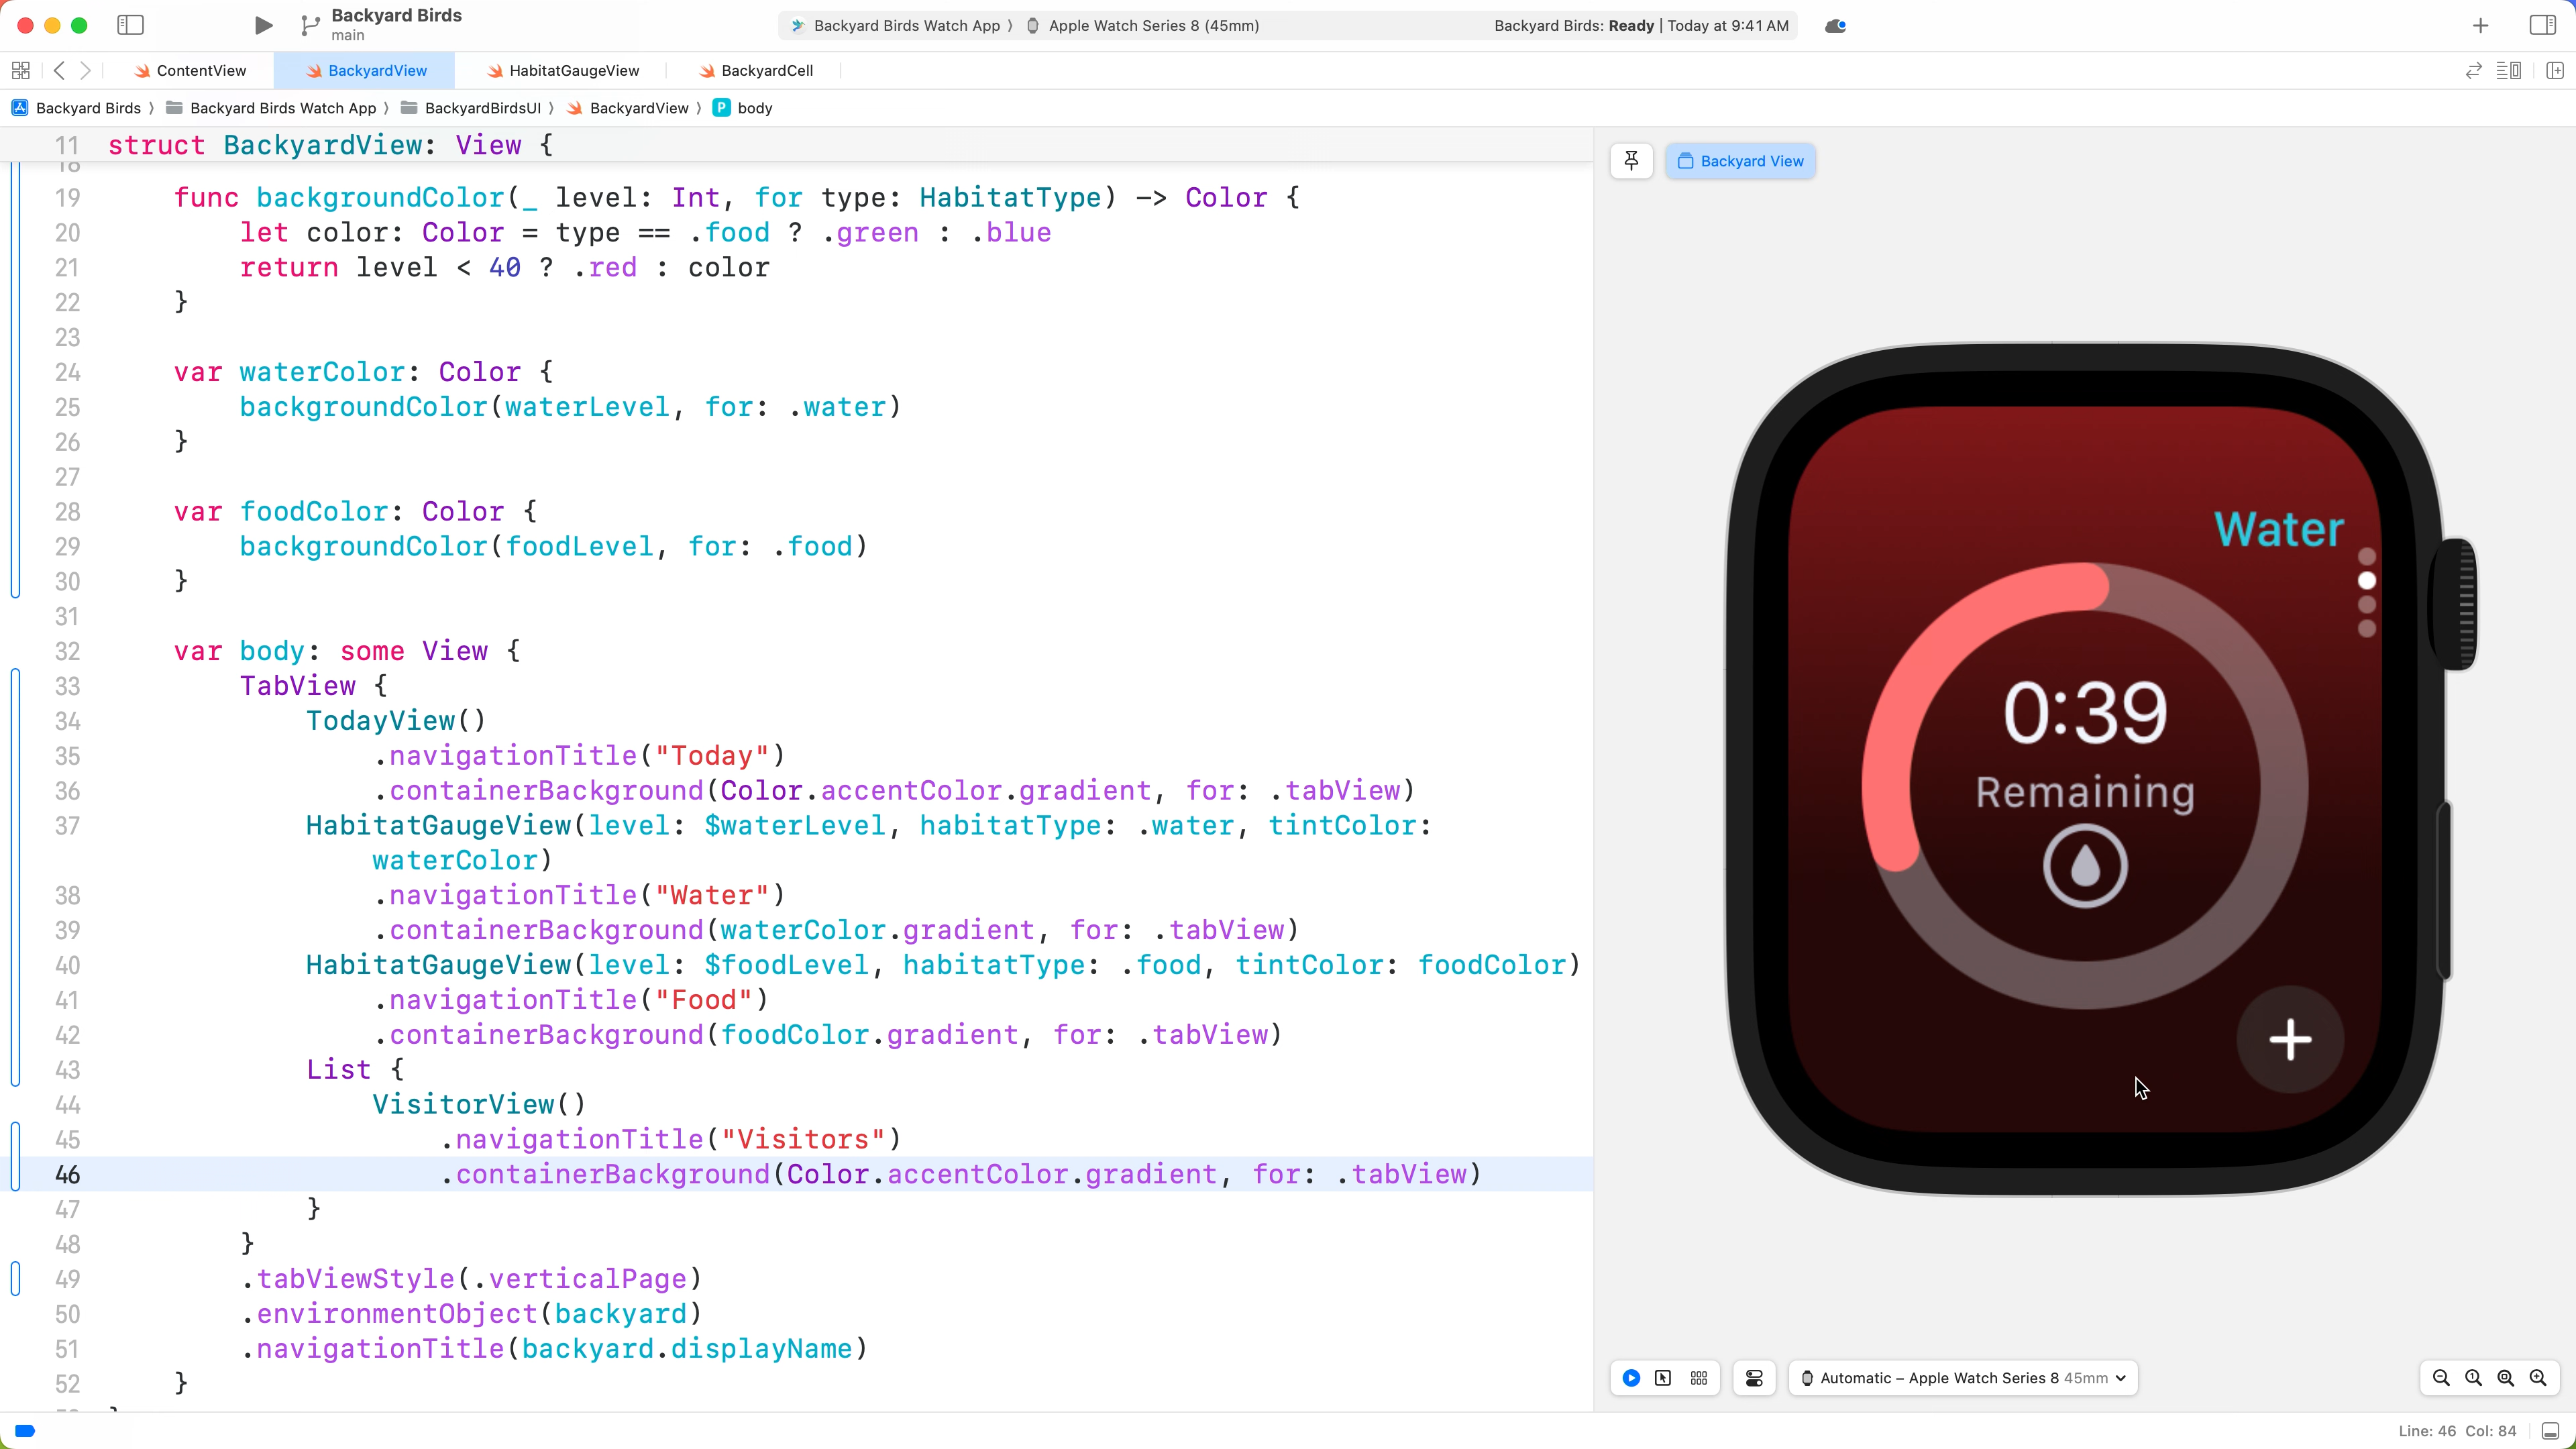 Backyard Birds
main
Backyard Birds Watch App 〉 Apple Watch Series 8 (45mm)
Backyard Birds: Ready | Today at 9:41 AM
ContentView
BackyardView
HabitatGaugeView
BackyardCell
Backyard Birds 〉 Backyard Birds Watch App 〉 BackyardBirdsUI 〉 BackyardView 〉 P body
11 struct BackyardView: View {
18
19 func backgroundColor(_ level: Int, for type: HabitatType) -> Color {
20 let color: Color = type == .food ? .green : .blue
21 return level < 40 ? .red : color
22 }
23
24 var waterColor: Color {
25 backgroundColor(waterLevel, for: .water)
26 }
27
28 var foodColor: Color {
29 backgroundColor(foodLevel, for: .food)
30 }
31
32 var body: some View {
33 TabView {
34 TodayView()
35 .navigationTitle("Today")
36 .containerBackground(Color.accentColor.gradient, for: .tabView)
37 HabitatGaugeView(level: $waterLevel, habitatType: .water, tintColor:
waterColor)
38 .navigationTitle("Water")
39 .containerBackground(waterColor.gradient, for: .tabView)
40 HabitatGaugeView(level: $foodLevel, habitatType: .food, tintColor: foodColor)
41 .navigationTitle("Food")
42 .containerBackground(foodColor.gradient, for: .tabView)
43 List {
44 VisitorView()
45 .navigationTitle("Visitors")
46 .containerBackground(Color.accentColor.gradient, for: .tabView)
47 }
48 }
49 .tabViewStyle(.verticalPage)
50 .environmentObject(backyard)
51 .navigationTitle(backyard.displayName)
52 }
Backyard View
Water
0:39
Remaining
Automatic – Apple Watch Series 8 45mm
Line: 46 Col: 84